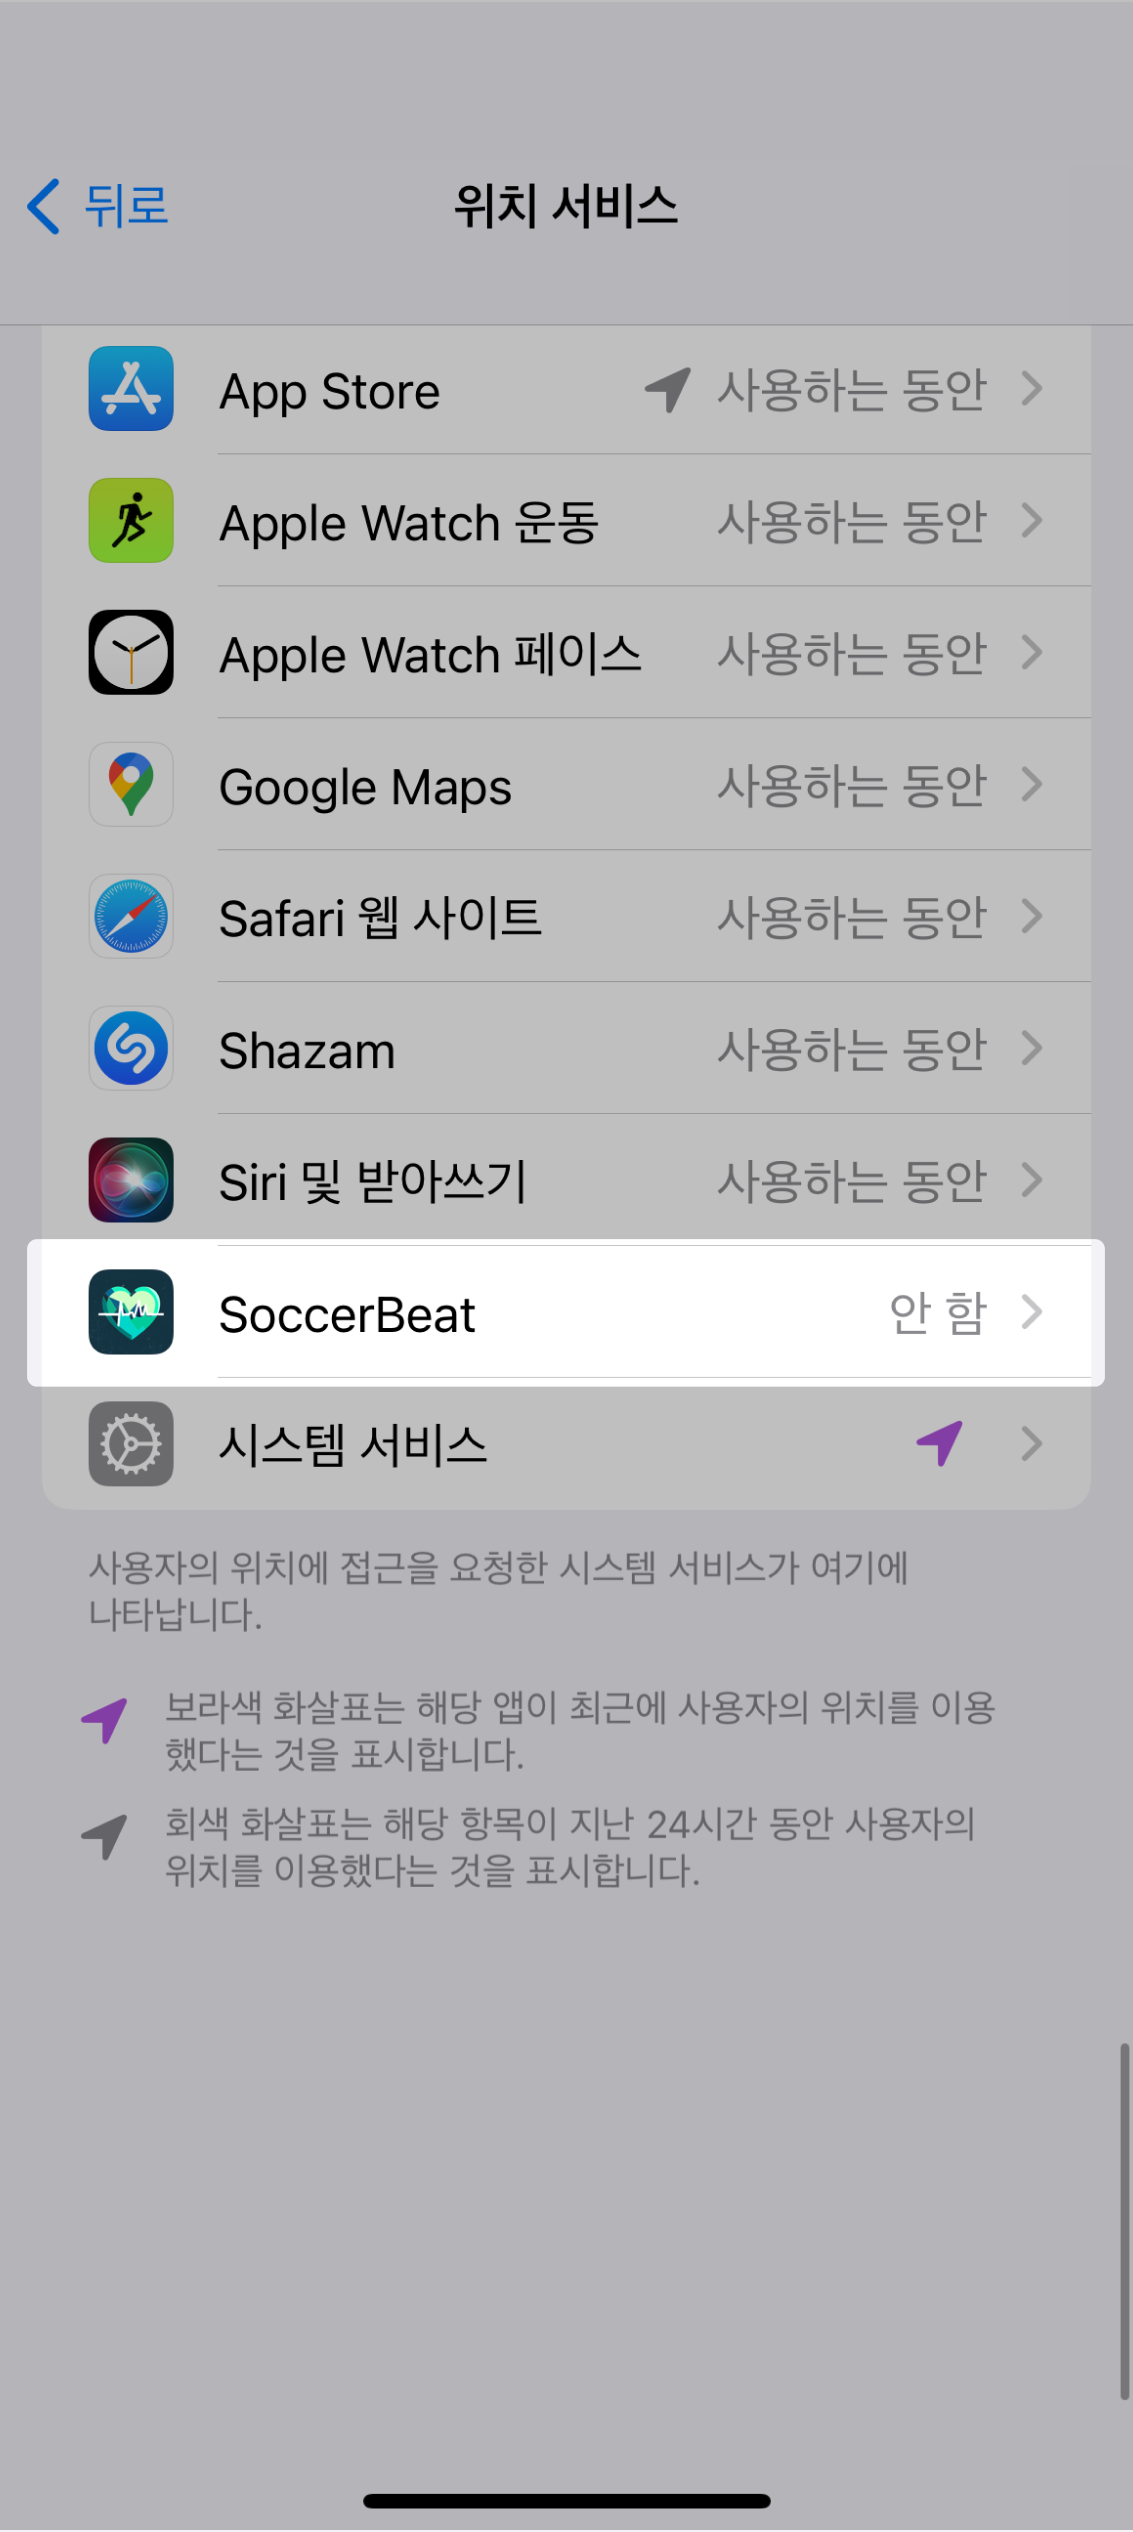 뒤로
위치 서비스
App Store 사용하는 동안
Apple Watch 운동 사용하는 동안
Apple Watch 페이스 사용하는 동안
Google Maps 사용하는 동안
Safari 웹 사이트 사용하는 동안
Shazam 사용하는 동안
Siri 및 받아쓰기 사용하는 동안
SoccerBeat 안 함
시스템 서비스
사용자의 위치에 접근을 요청한 시스템 서비스가 여기에
나타납니다.
보라색 화살표는 해당 앱이 최근에 사용자의 위치를 이용
했다는 것을 표시합니다.
회색 화살표는 해당 항목이 지난 24시간 동안 사용자의
위치를 이용했다는 것을 표시합니다.